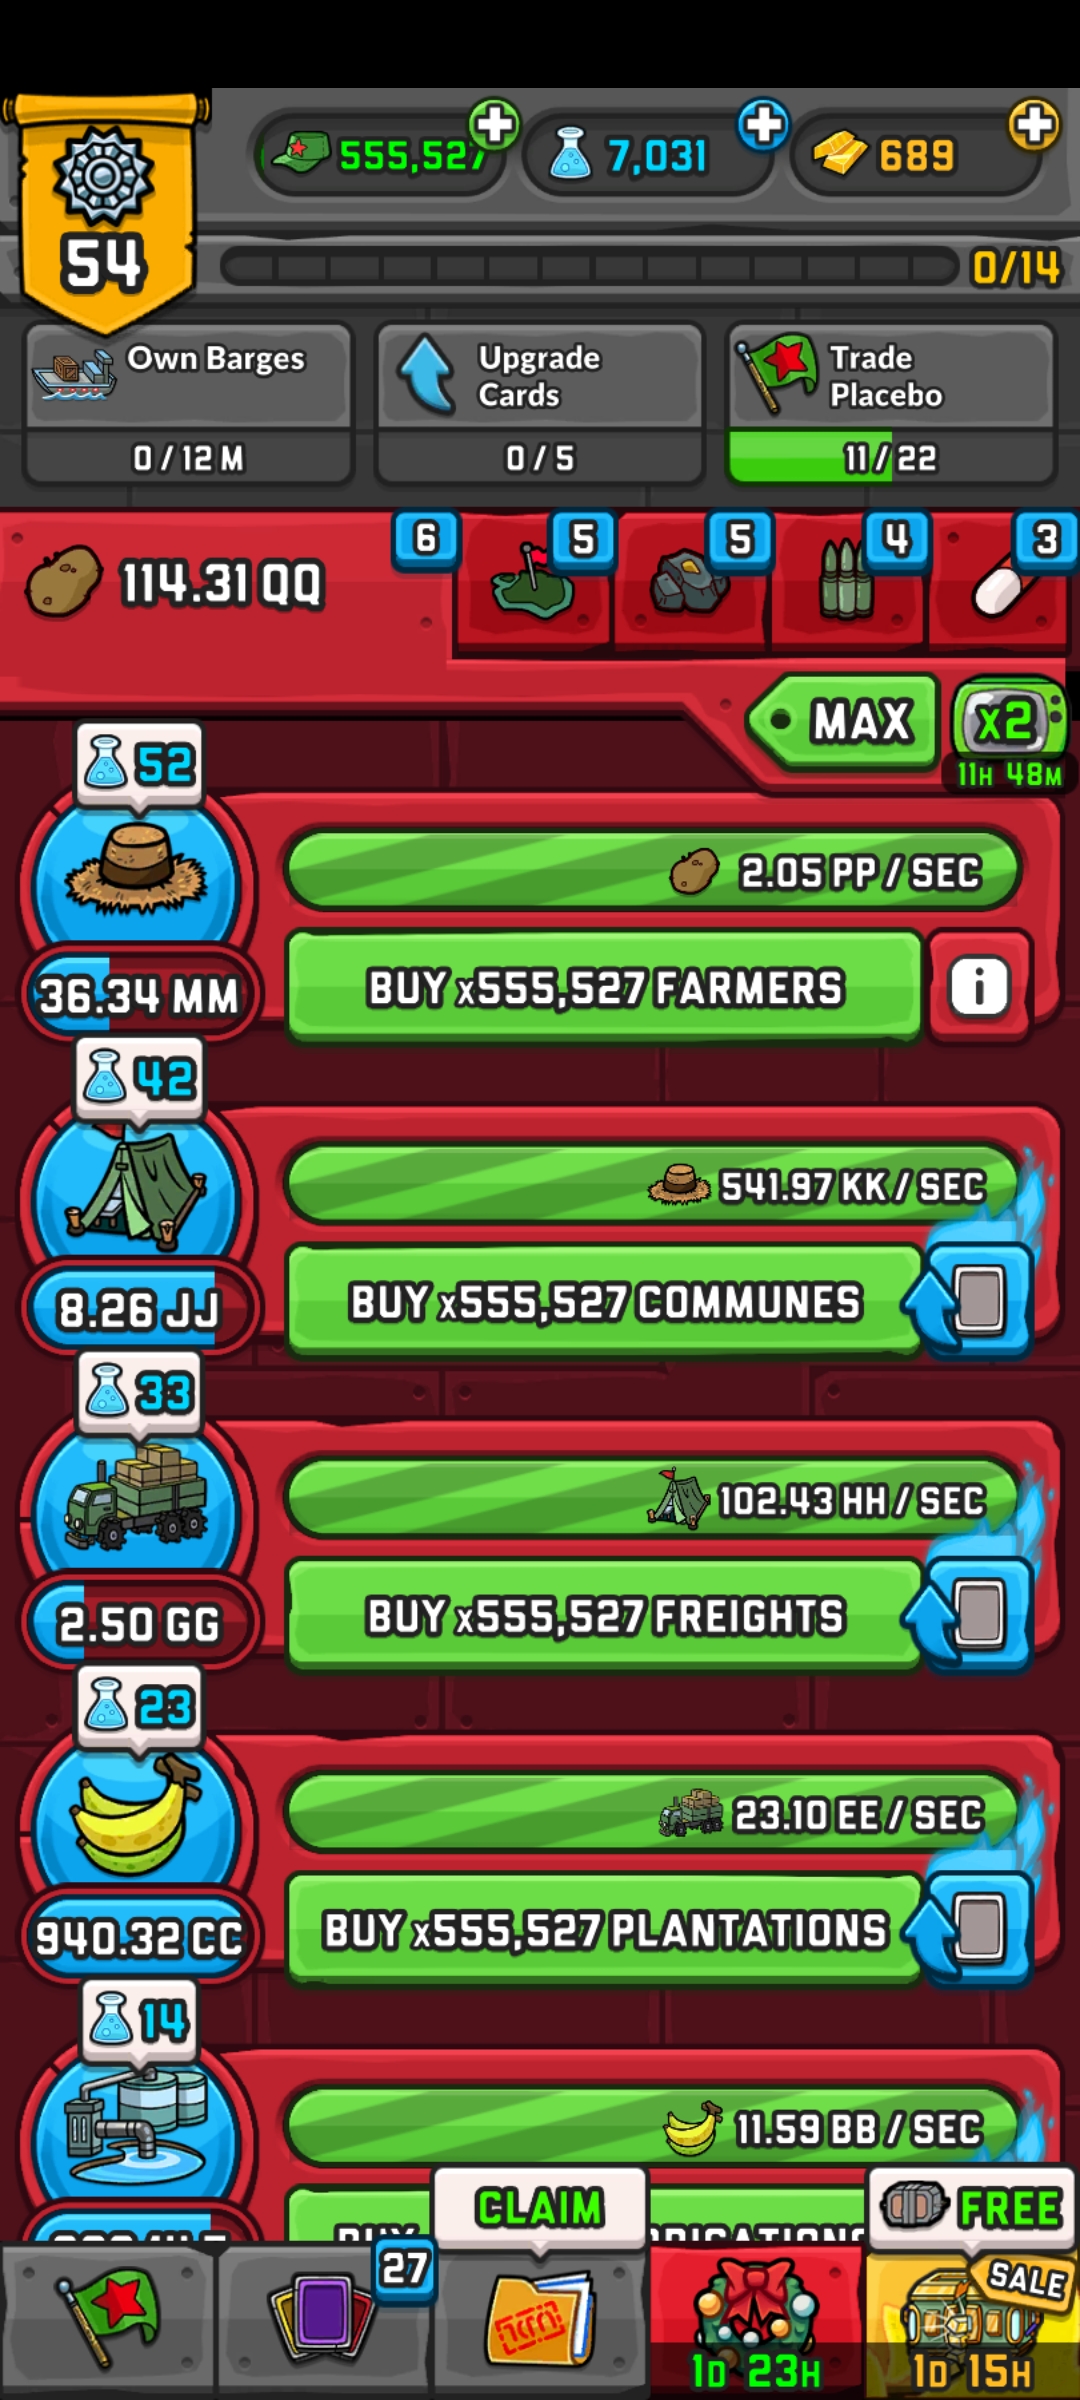 555,527
7,031
689
54
0/14
Own Barges
0 / 12 M
Upgrade
Cards
0 / 5
Trade
Placebo
11 / 22
114.31 QQ
6
5
5
4
3
MAX
x2
11H 48M
52
2.05 PP / SEC
36.34 MM
BUY x555,527 FARMERS
i
42
541.97 KK / SEC
8.26 JJ
BUY x555,527 COMMUNES
33
102.43 HH / SEC
2.50 GG
BUY x555,527 FREIGHTS
23
23.10 EE / SEC
940.32 CC
BUY x555,527 PLANTATIONS
14
11.59 BB / SEC
BUY
CLAIM
FREE
27
SALE
1D 23H
1D 15H